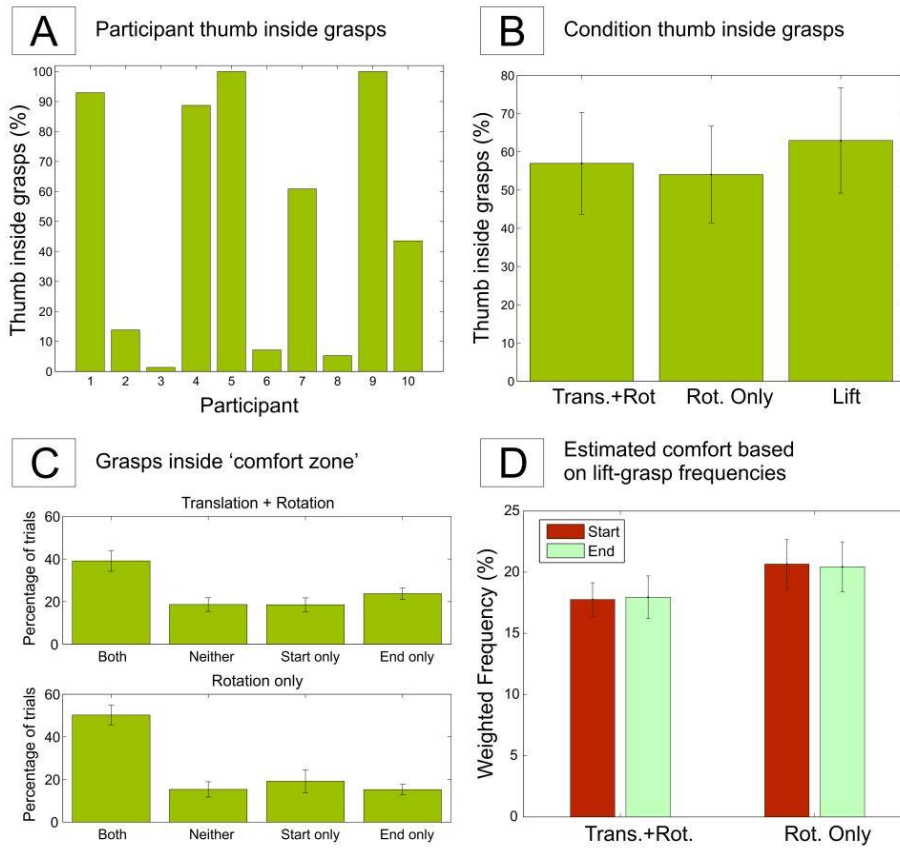 A
Participant thumb inside grasps
Thumb inside grasps (%)
100
90
80
70
60
50
40
30
20
10
0
1 2 3 4 5 6 7 8 9 10
Participant
B
Condition thumb inside grasps
Thumb inside grasps (%)
80
70
60
50
40
30
20
10
0
Trans.+Rot Rot. Only Lift
C
Grasps inside ‘comfort zone’
Translation + Rotation
Percentage of trials
60
40
20
0
Both Neither Start only End only
Rotation only
Percentage of trials
60
40
20
0
Both Neither Start only End only
D
Estimated comfort based
on lift-grasp frequencies
Weighted Frequency (%)
25
20
15
10
5
0
Start
End
Trans.+Rot. Rot. Only